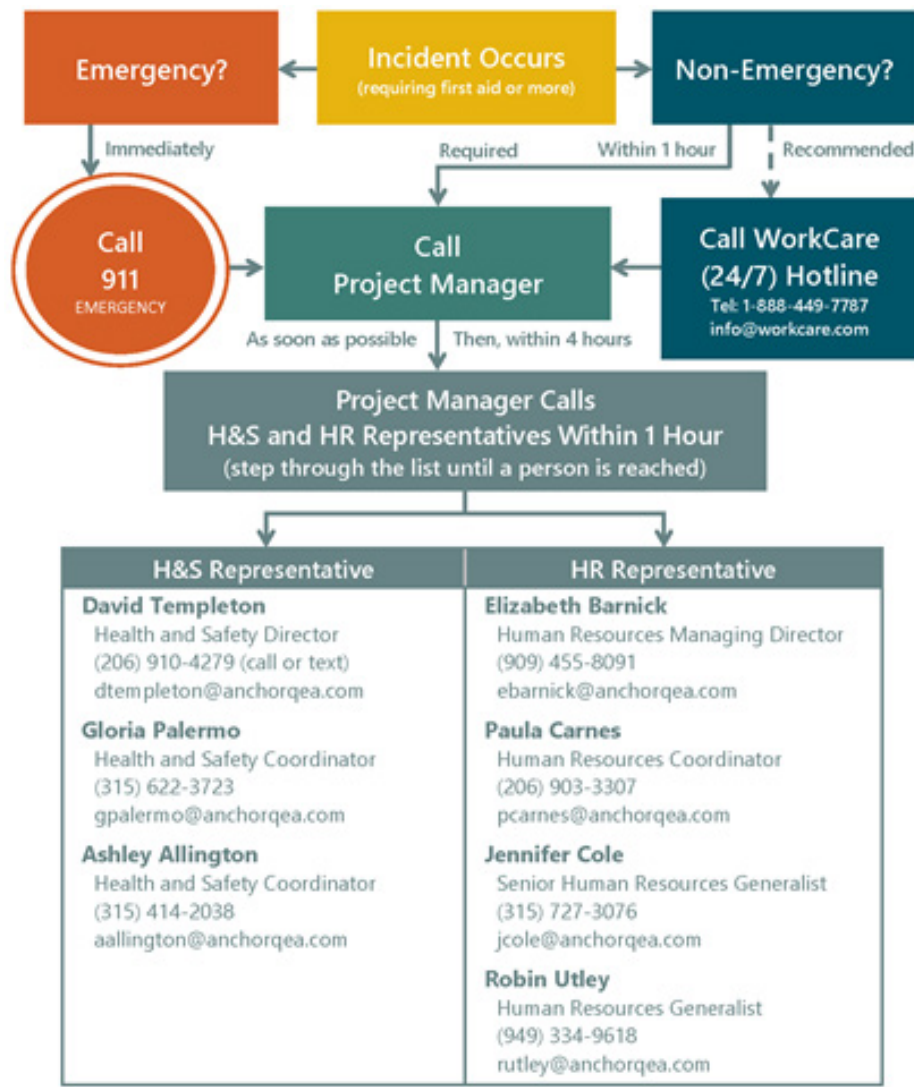 Emergency?
Incident Occurs
(requiring first aid or more)
Non-Emergency?
Immediately
Required
Within 1 hour
Recommended
Call
911
EMERGENCY
Call
Project Manager
Call WorkCare
(24/7) Hotline
Tel: 1-888-449-7787
info@workcare.com
As soon as possible
Then, within 4 hours
Project Manager Calls
H&S and HR Representatives Within 1 Hour
(step through the list until a person is reached)
H&S Representative
David Templeton
Health and Safety Director
(206) 910-4279 (call or text)
dtempleton@anchorqea.com
Gloria Palermo
Health and Safety Coordinator
(315) 622-3723
gpalermo@anchorqea.com
Ashley Allington
Health and Safety Coordinator
(315) 414-2038
aallington@anchorqea.com
HR Representative
Elizabeth Barnick
Human Resources Managing Director
(909) 455-8091
ebarnick@anchorqea.com
Paula Carnes
Human Resources Coordinator
(206) 903-3307
pcarnes@anchorqea.com
Jennifer Cole
Senior Human Resources Generalist
(315) 727-3076
jcole@anchorqea.com
Robin Utley
Human Resources Generalist
(949) 334-9618
rutley@anchorqea.com